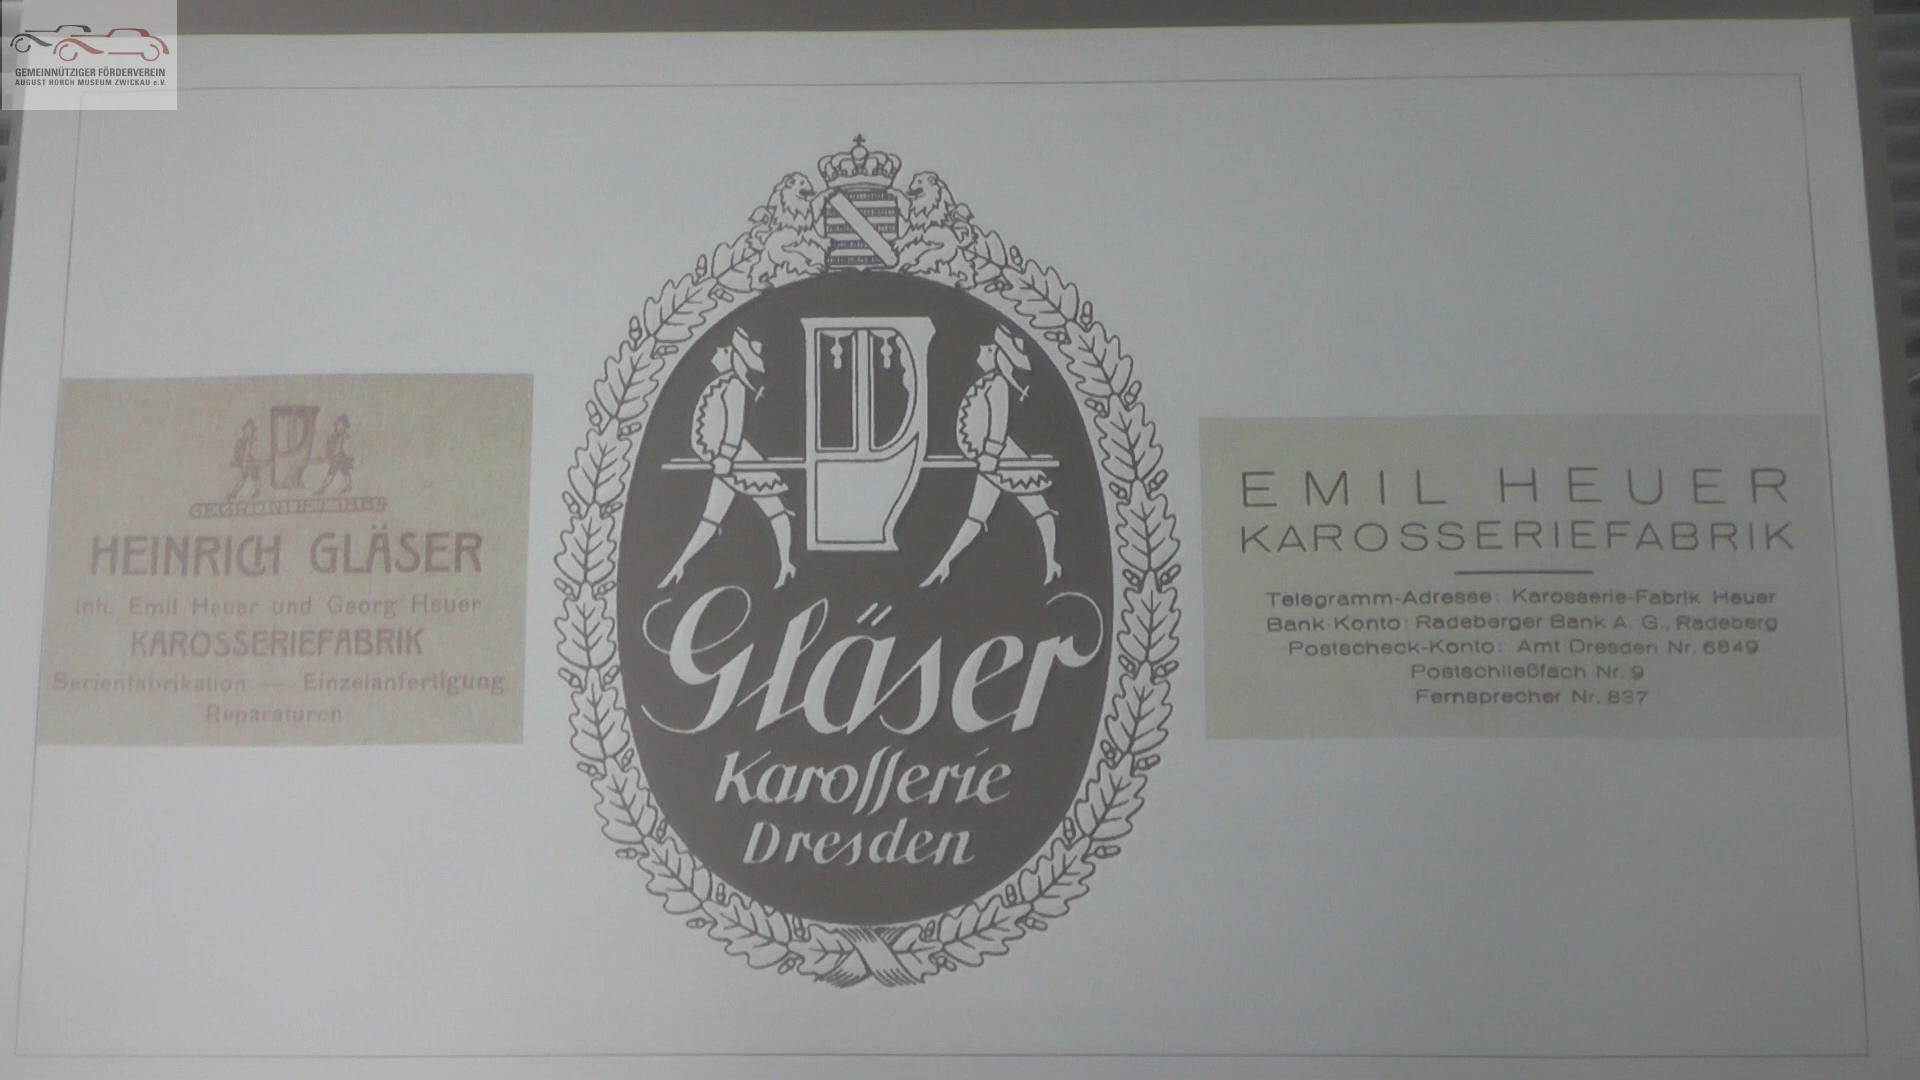 GEMEINNÜTZIGER FÖRDERVEREIN
AUGUST HORCH MUSEUM ZWICKAU e.V.
HEINRICH GLÄSER
Inh. Emil Heuer und Georg Heuer
KAROSSERIEFABRIK
Serienfabrikation — Einzelanfertigung
Reparaturen
Gläser
Karoſſerie
Dresden
EMIL HEUER
KAROSSERIEFABRIK
Telegramm-Adresse: Karosserie-Fabrik Heuer
Bank-Konto: Radeberger Bank A. G., Radeberg
Postscheck-Konto: Amt Dresden Nr. 6849
Postschließfach Nr. 9
Fernsprecher Nr. 837